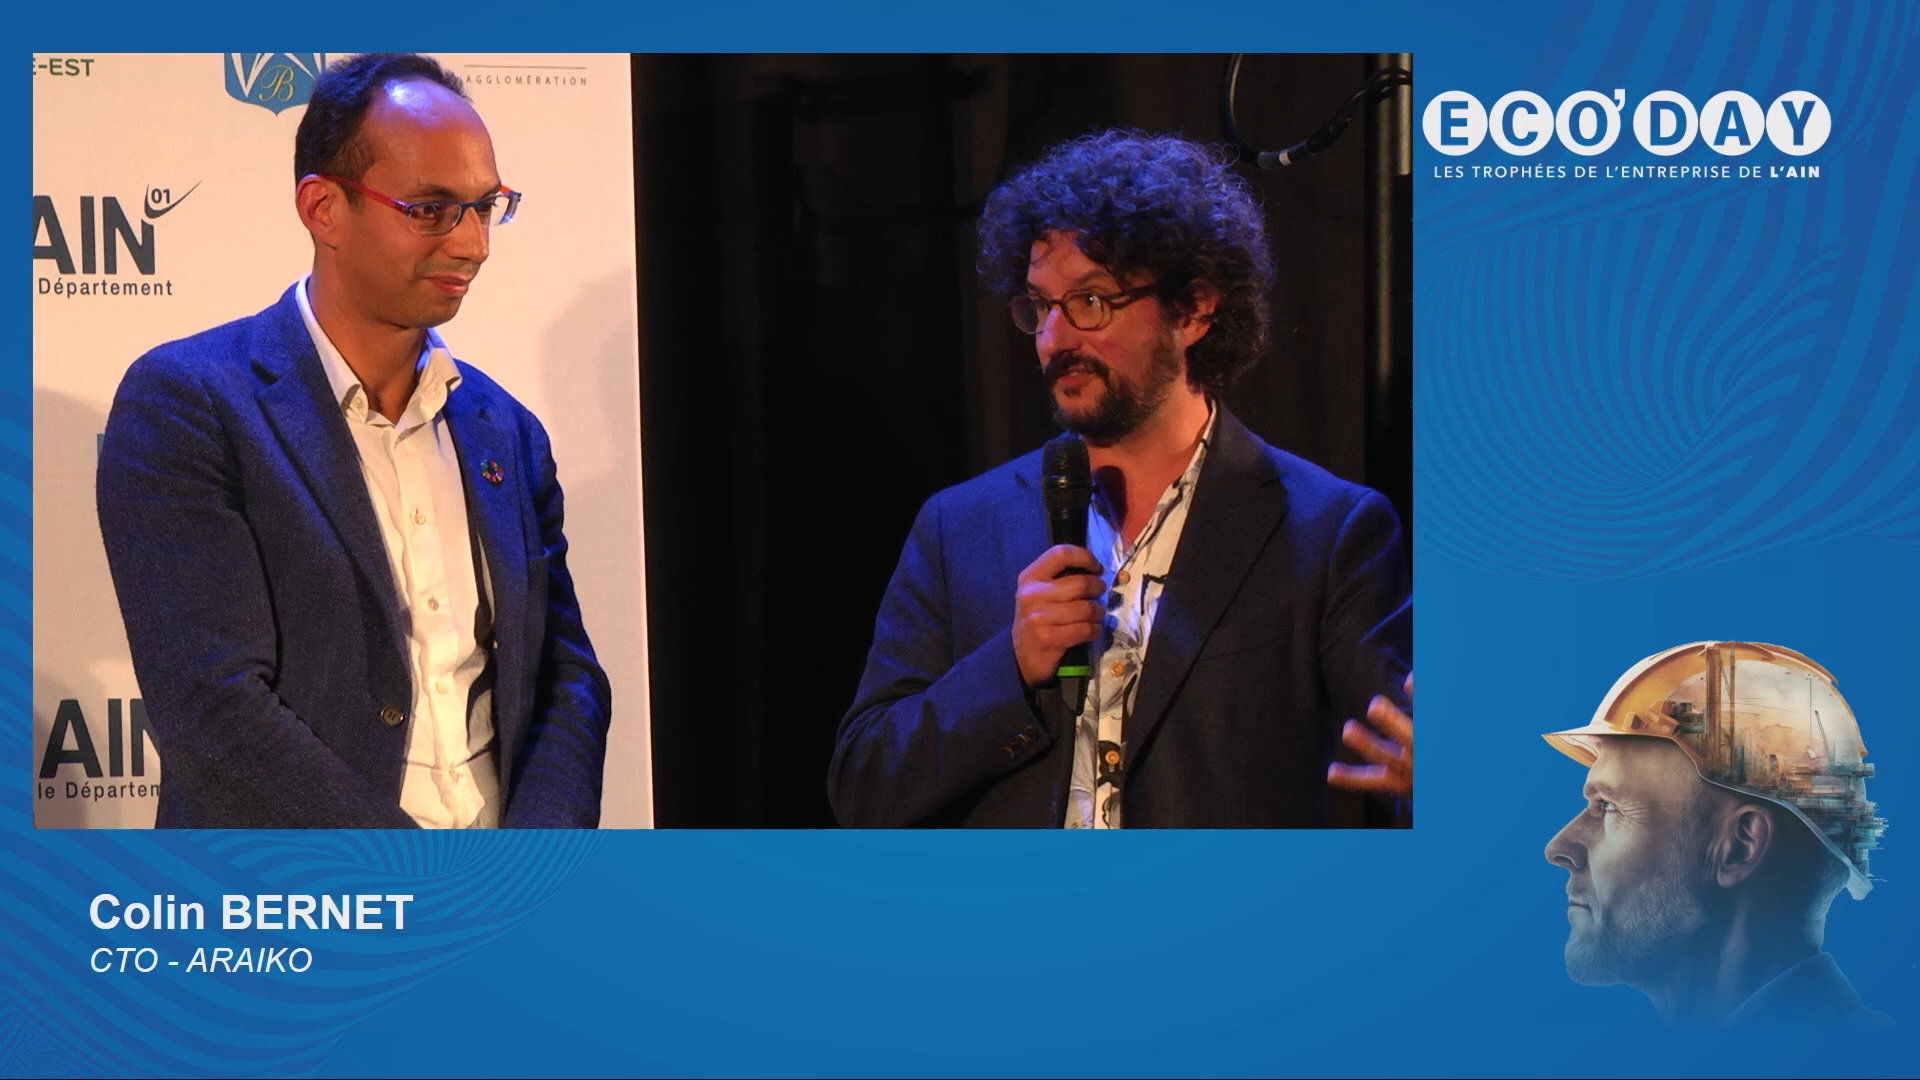 E-EST
B
AGGLOMÉRATION
AIN 01
Département
AIN
le Départem
ECO'DAY
LES TROPHÉES DE L'ENTREPRISE DE L'AIN
Colin BERNET
CTO - ARAIKO